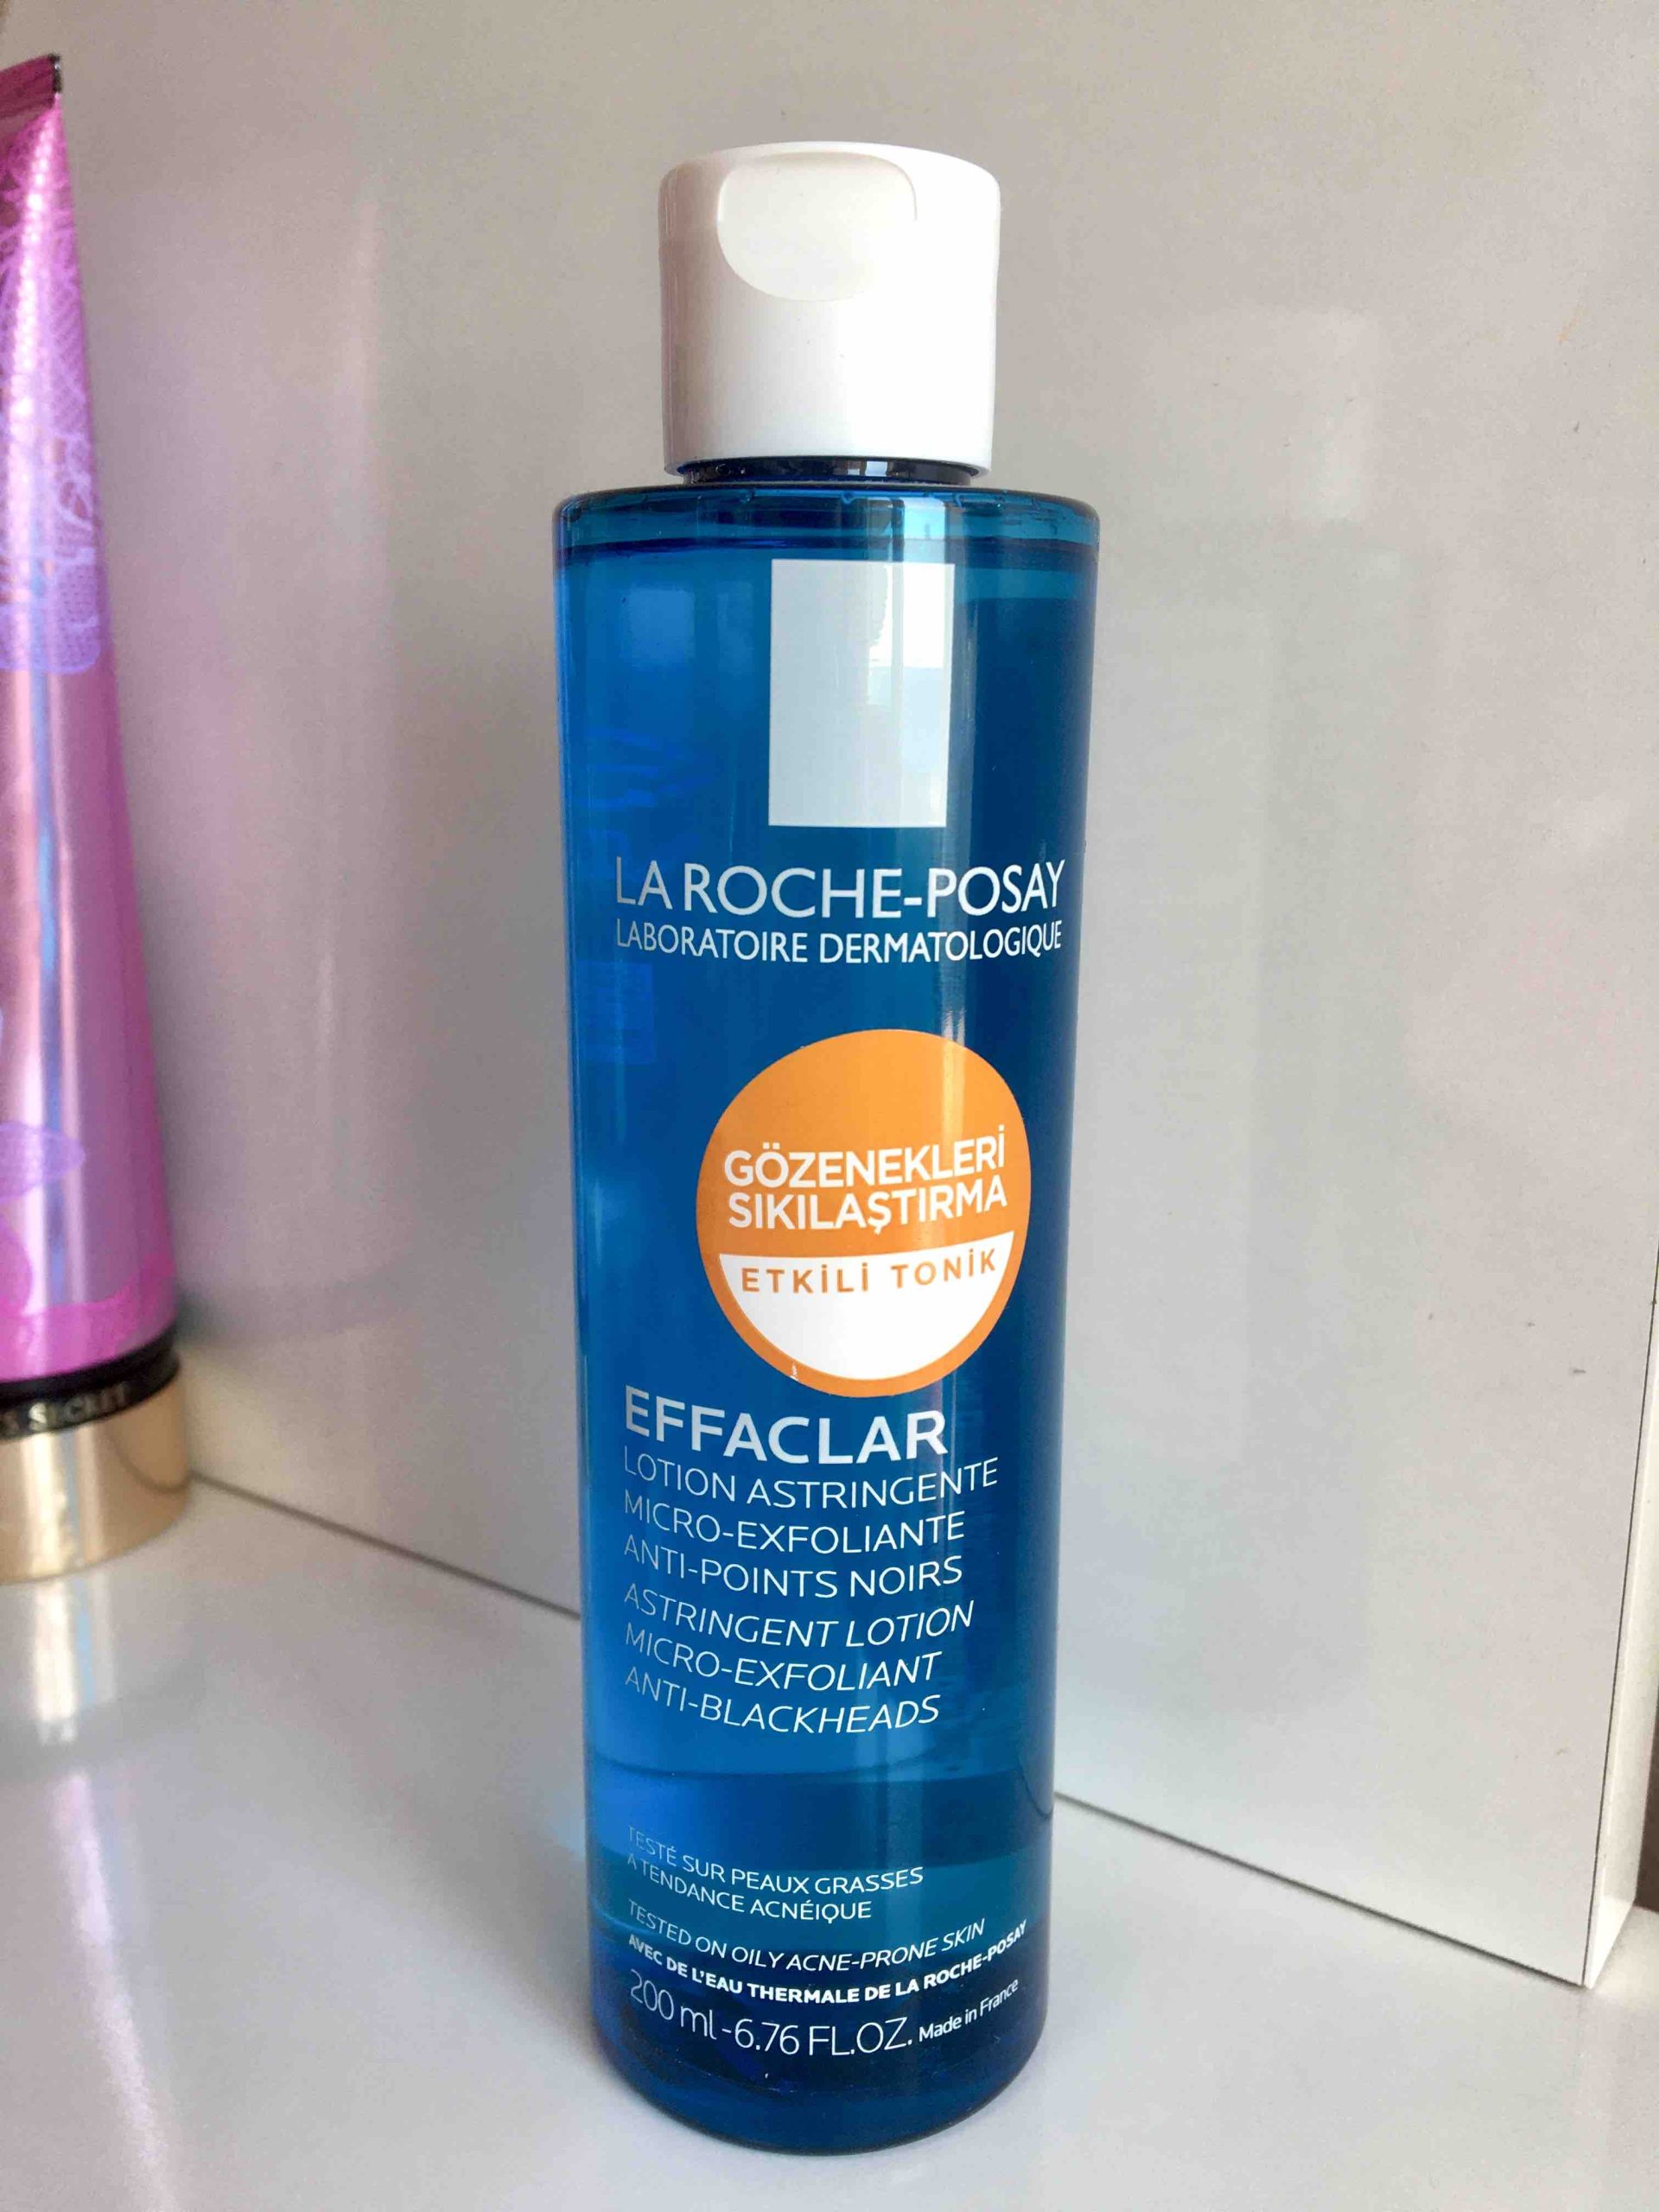 LA ROCHE-POSAY
LABORATOIRE DERMATOLOGIQUE
GÖZENEKLERİ
SIKILAŞTIRMA
ETKİLİ TONİK
EFFACLAR
LOTION ASTRINGENTE
MICRO-EXFOLIANTE
ANTI-POINTS NOIRS
ASTRINGENT LOTION
MICRO-EXFOLIANT
ANTI-BLACKHEADS
TESTÉ SUR PEAUX GRASSES
A TENDANCE ACNÉIQUE
TESTED ON OILY ACNE-PRONE SKIN
AVEC DE L'EAU THERMALE DE LA ROCHE-POSAY
200 ml - 6.76 FL.OZ. Made in France
SECRET